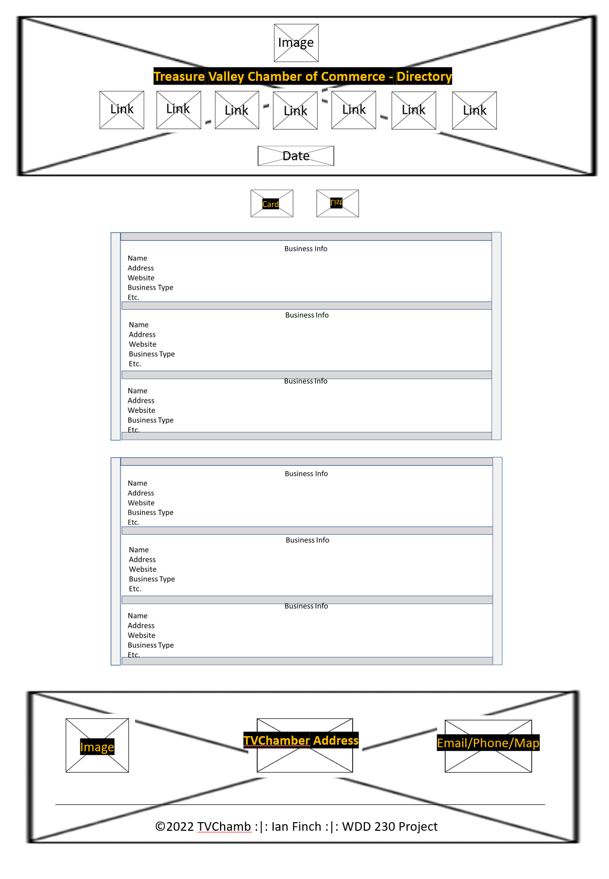 Image
Treasure Valley Chamber of Commerce - Directory
Link Link Link Link Link Link Link
Date
Card
Business Info
Name
Address
Website
Business Type
Etc.
Business Info
Name
Address
Website
Business Type
Etc.
Business Info
Name
Address
Website
Business Type
Etc.
Business Info
Name
Address
Website
Business Type
Etc.
Business Info
Name
Address
Website
Business Type
Etc.
Business Info
Name
Address
Website
Business Type
Etc.
Image TVChamber Address Email/Phone/Map
©2022 TVChamb :|: Ian Finch :|: WDD 230 Project